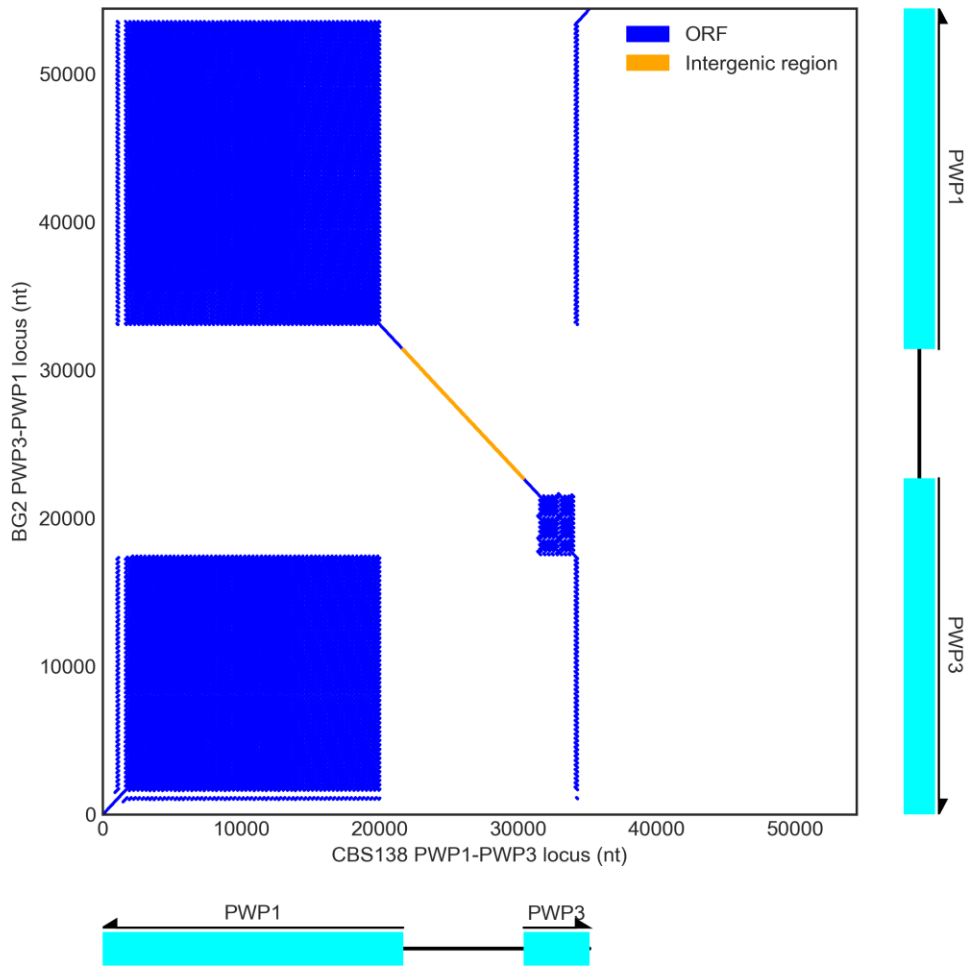 ORF
Intergenic region
50000
40000
30000
20000
10000
0
BG2 PWP3-PWP1 locus (nt)
0 10000 20000 30000 40000 50000
CBS138 PWP1-PWP3 locus (nt)
PWP1
PWP3
PWP1 PWP3